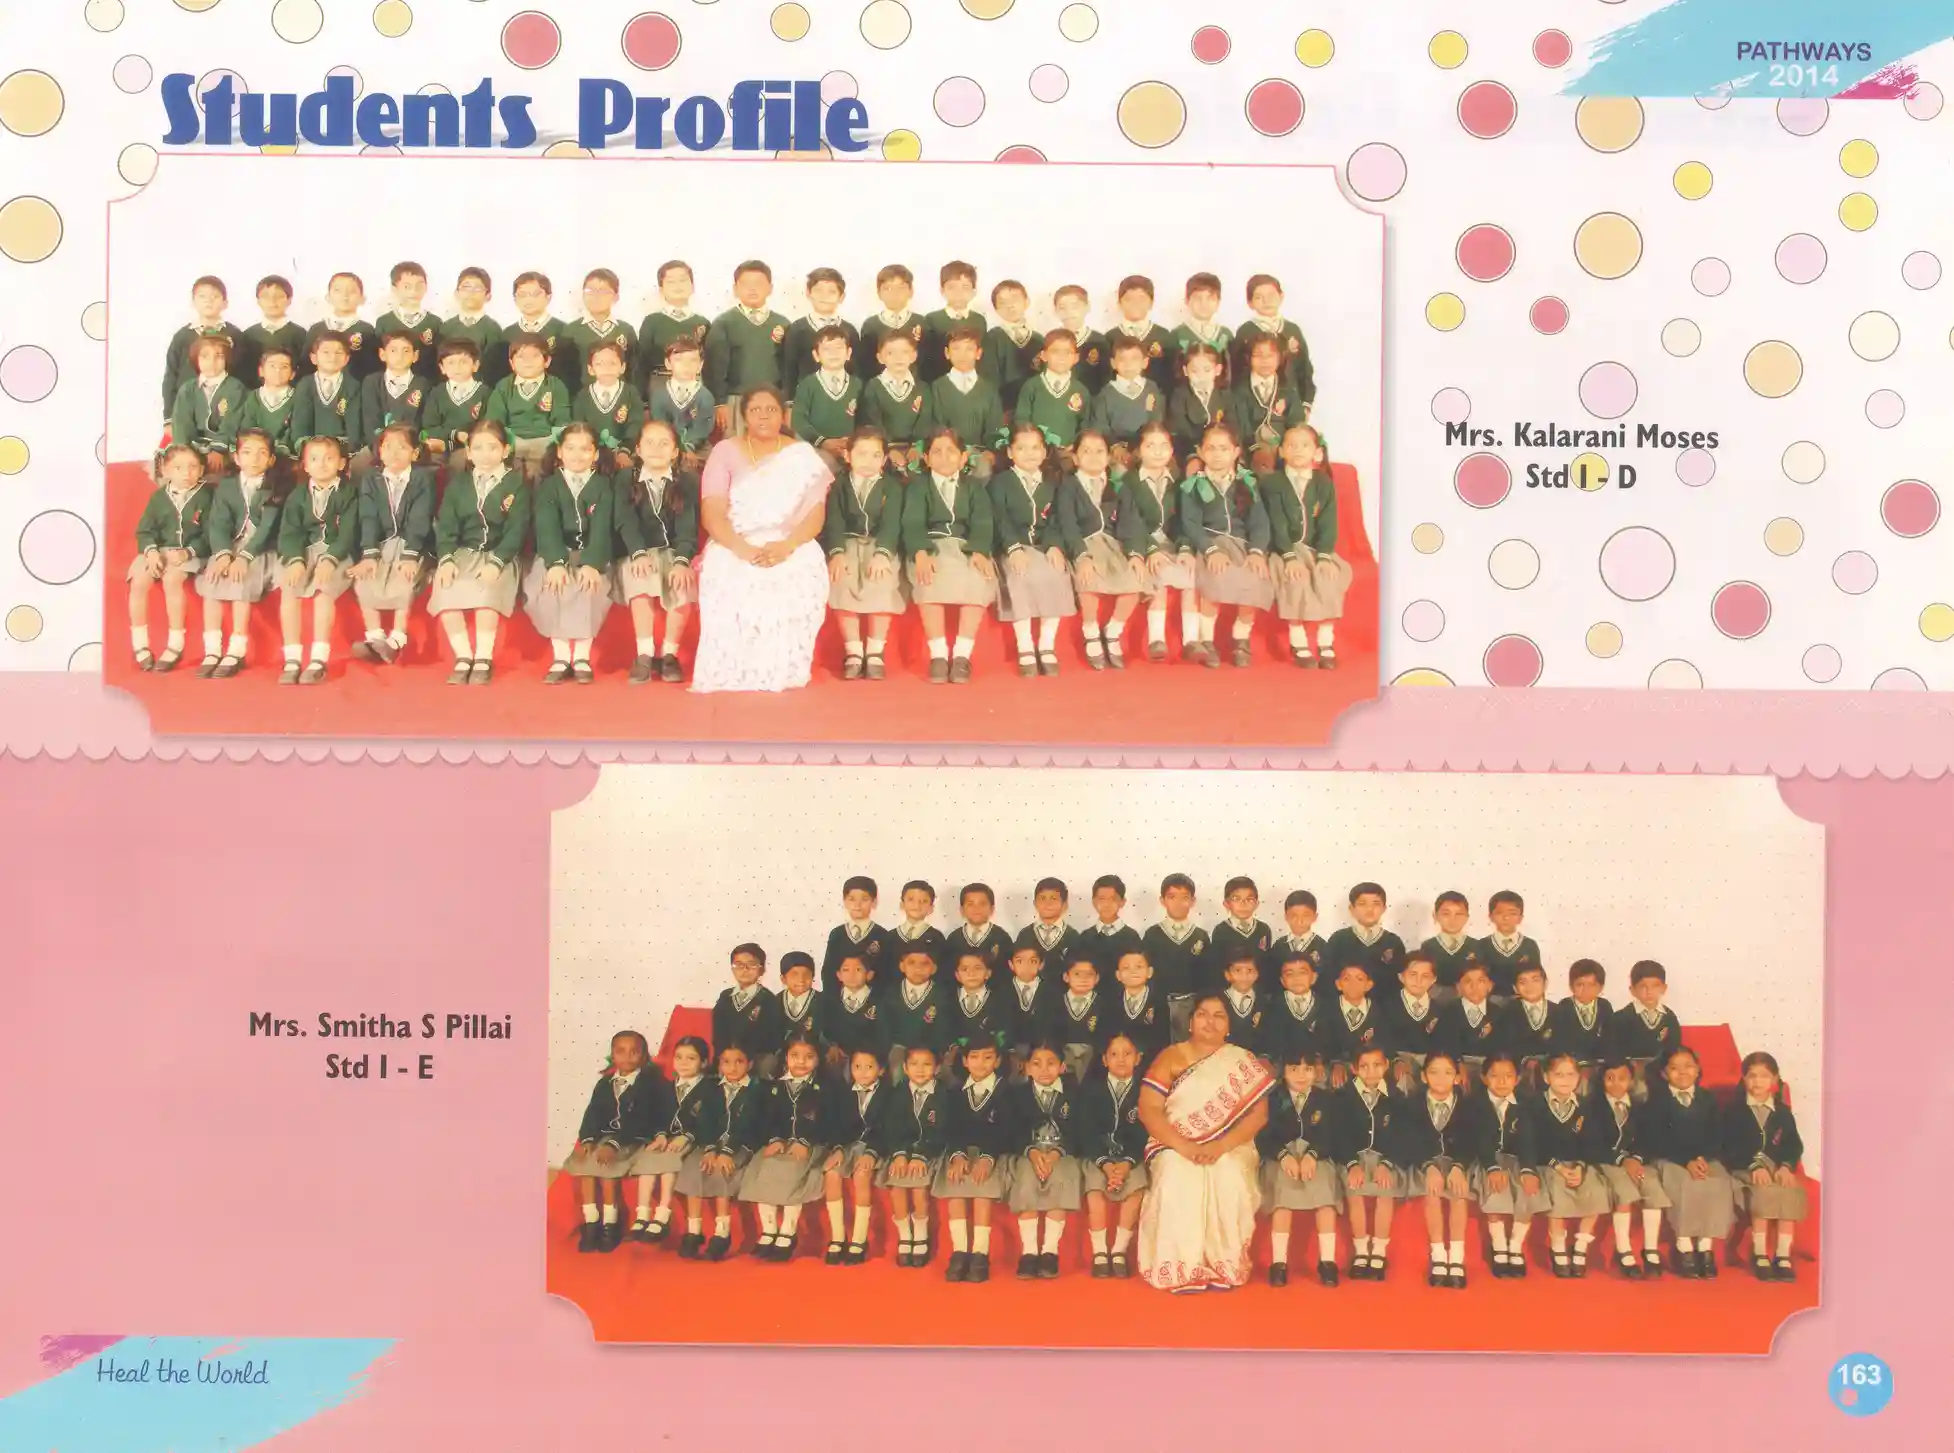 PATHWAYS
2014
Students Profile
Mrs. Kalarani Moses
Std I - D
Mrs. Smitha S Pillai
Std I - E
Heal the World
163